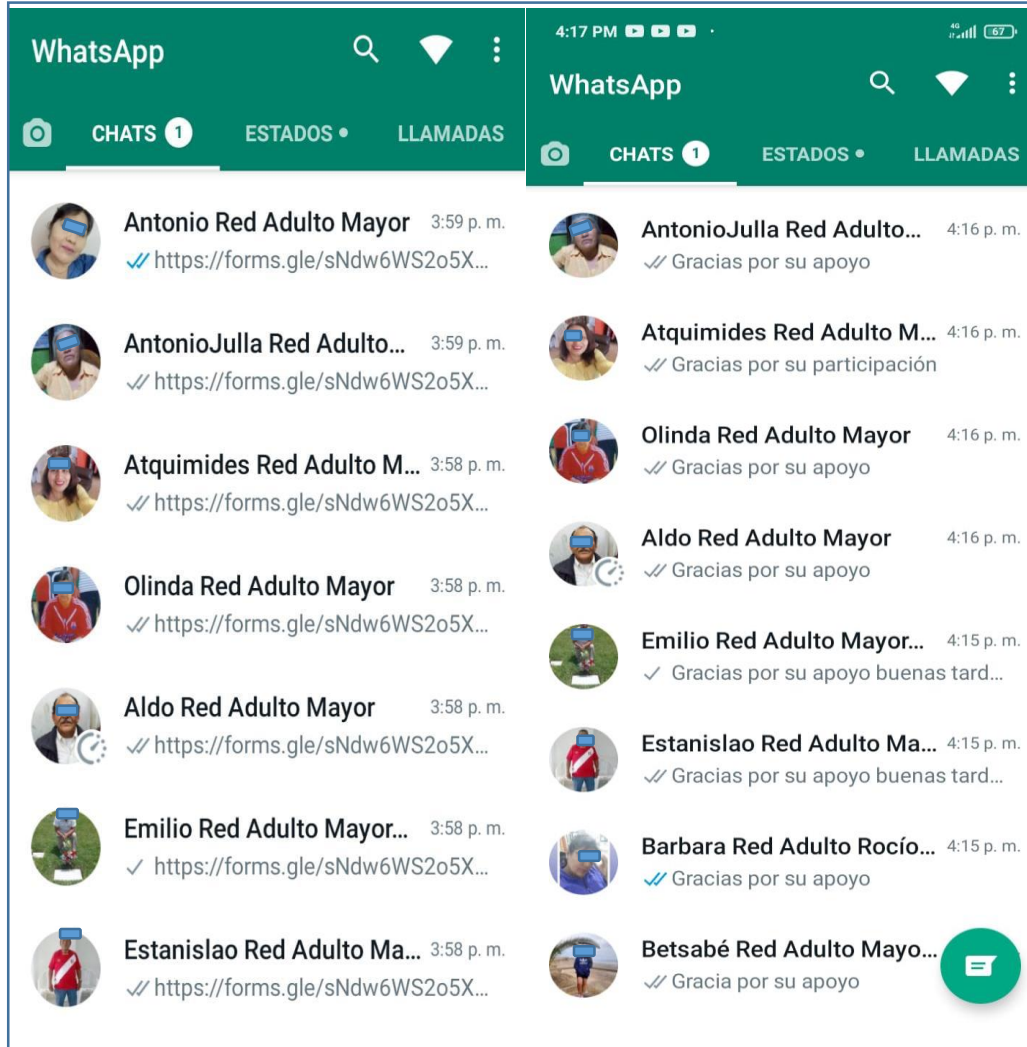 WhatsApp
CHATS 1 ESTADOS • LLAMADAS
Antonio Red Adulto Mayor 3:59 p. m.
https://forms.gle/sNdw6WS2o5X...
AntonioJulla Red Adulto... 3:59 p. m.
https://forms.gle/sNdw6WS2o5X...
Atquimides Red Adulto M... 3:58 p. m.
https://forms.gle/sNdw6WS2o5X...
Olinda Red Adulto Mayor 3:58 p. m.
https://forms.gle/sNdw6WS2o5X...
Aldo Red Adulto Mayor 3:58 p. m.
https://forms.gle/sNdw6WS2o5X...
Emilio Red Adulto Mayor... 3:58 p. m.
https://forms.gle/sNdw6WS2o5X...
Estanislao Red Adulto Ma... 3:58 p. m.
https://forms.gle/sNdw6WS2o5X...
4:17 PM 4G 67
WhatsApp
CHATS 1 ESTADOS • LLAMADAS
AntonioJulla Red Adulto... 4:16 p. m.
Gracias por su apoyo
Atquimides Red Adulto M... 4:16 p. m.
Gracias por su participación
Olinda Red Adulto Mayor 4:16 p. m.
Gracias por su apoyo
Aldo Red Adulto Mayor 4:16 p. m.
Gracias por su apoyo
Emilio Red Adulto Mayor... 4:15 p. m.
Gracias por su apoyo buenas tard...
Estanislao Red Adulto Ma... 4:15 p. m.
Gracias por su apoyo buenas tard...
Barbara Red Adulto Rocío... 4:15 p. m.
Gracias por su apoyo
Betsabé Red Adulto Mayo...
Gracia por su apoyo